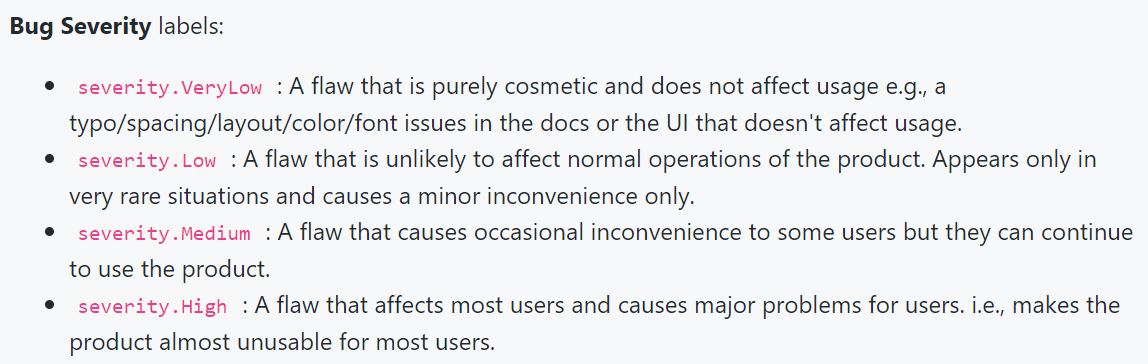 Bug Severity labels:
• severity.VeryLow : A flaw that is purely cosmetic and does not affect usage e.g., a
typo/spacing/layout/color/font issues in the docs or the UI that doesn't affect usage.
• severity.Low : A flaw that is unlikely to affect normal operations of the product. Appears only in
very rare situations and causes a minor inconvenience only.
• severity.Medium : A flaw that causes occasional inconvenience to some users but they can continue
to use the product.
• severity.High : A flaw that affects most users and causes major problems for users. i.e., makes the
product almost unusable for most users.